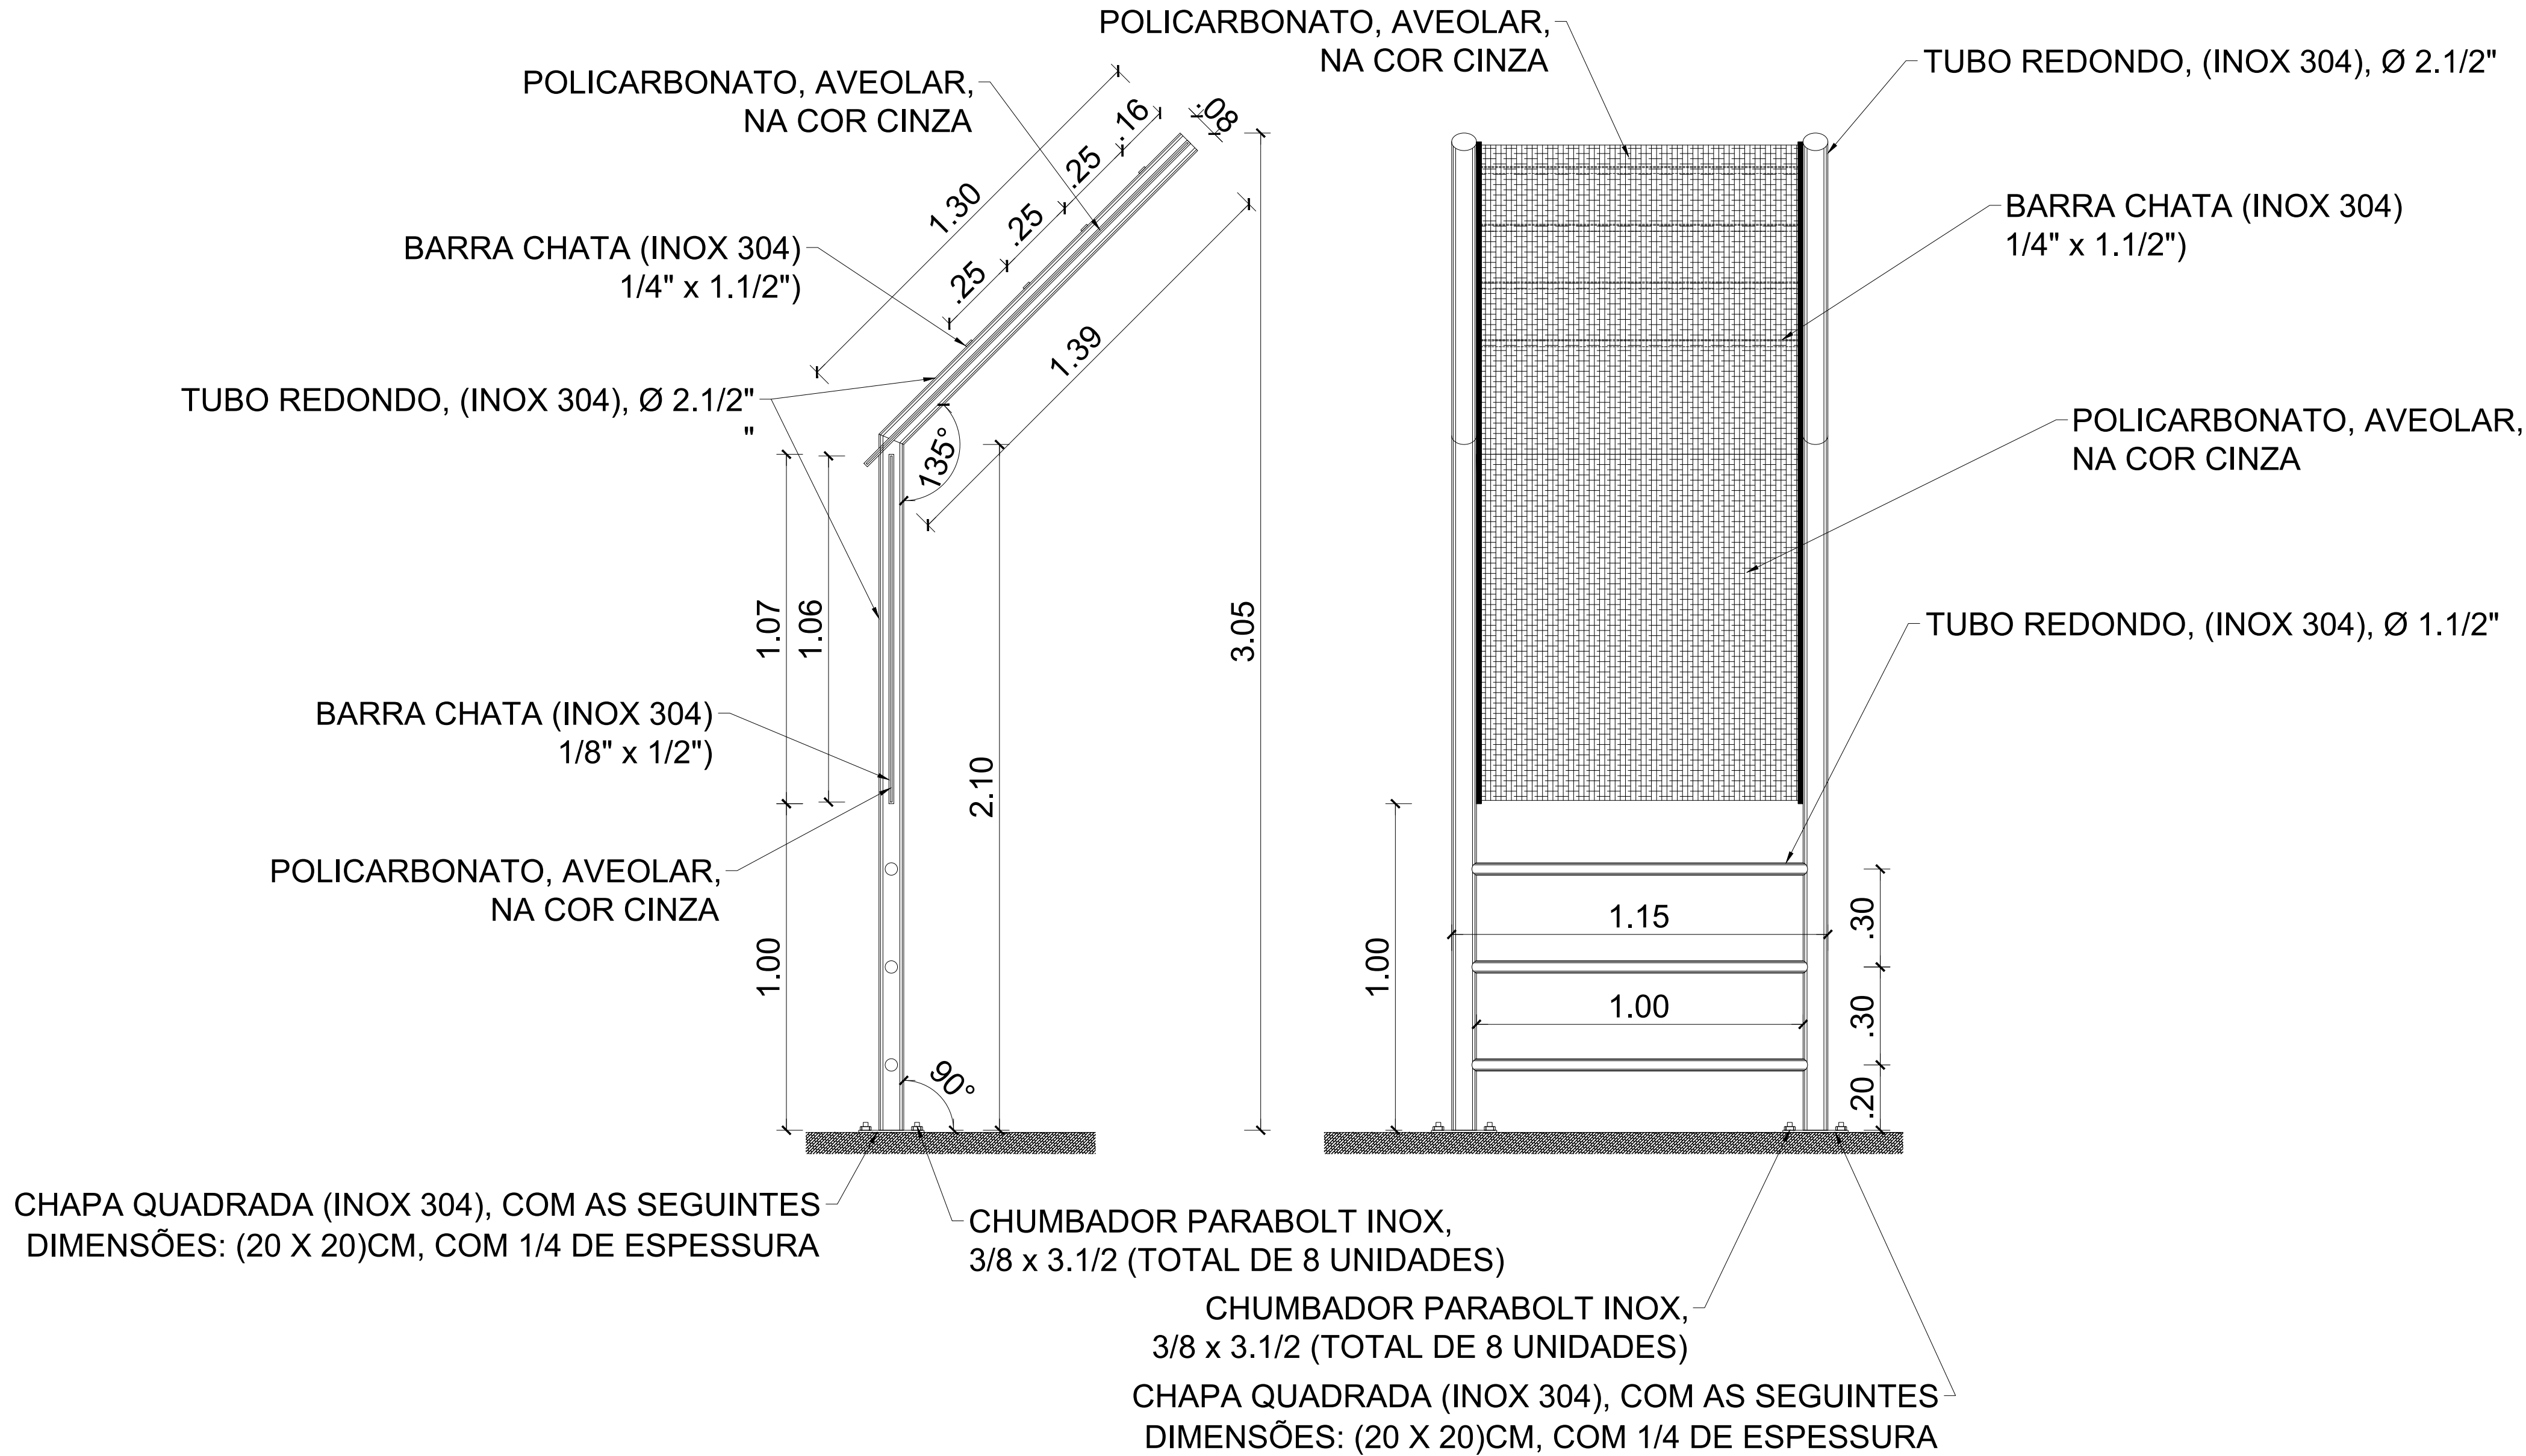 POLICARBONATO, AVEOLAR,
NA COR CINZA
TUBO REDONDO, (INOX 304), Ø 2.1/2"
POLICARBONATO, AVEOLAR,
NA COR CINZA
.08
.16
.25
.25
.25
1.30
1.39
BARRA CHATA (INOX 304)
1/4" x 1.1/2")
BARRA CHATA (INOX 304)
1/4" x 1.1/2")
TUBO REDONDO, (INOX 304), Ø 2.1/2"
"
135°
POLICARBONATO, AVEOLAR,
NA COR CINZA
1.07
1.06
3.05
TUBO REDONDO, (INOX 304), Ø 1.1/2"
BARRA CHATA (INOX 304)
1/8" x 1/2")
2.10
POLICARBONATO, AVEOLAR,
NA COR CINZA
1.00
90°
1.00
1.15
1.00
.30
.30
.20
CHAPA QUADRADA (INOX 304), COM AS SEGUINTES
DIMENSÕES: (20 X 20)CM, COM 1/4 DE ESPESSURA
CHUMBADOR PARABOLT INOX,
3/8 x 3.1/2 (TOTAL DE 8 UNIDADES)
CHUMBADOR PARABOLT INOX,
3/8 x 3.1/2 (TOTAL DE 8 UNIDADES)
CHAPA QUADRADA (INOX 304), COM AS SEGUINTES
DIMENSÕES: (20 X 20)CM, COM 1/4 DE ESPESSURA